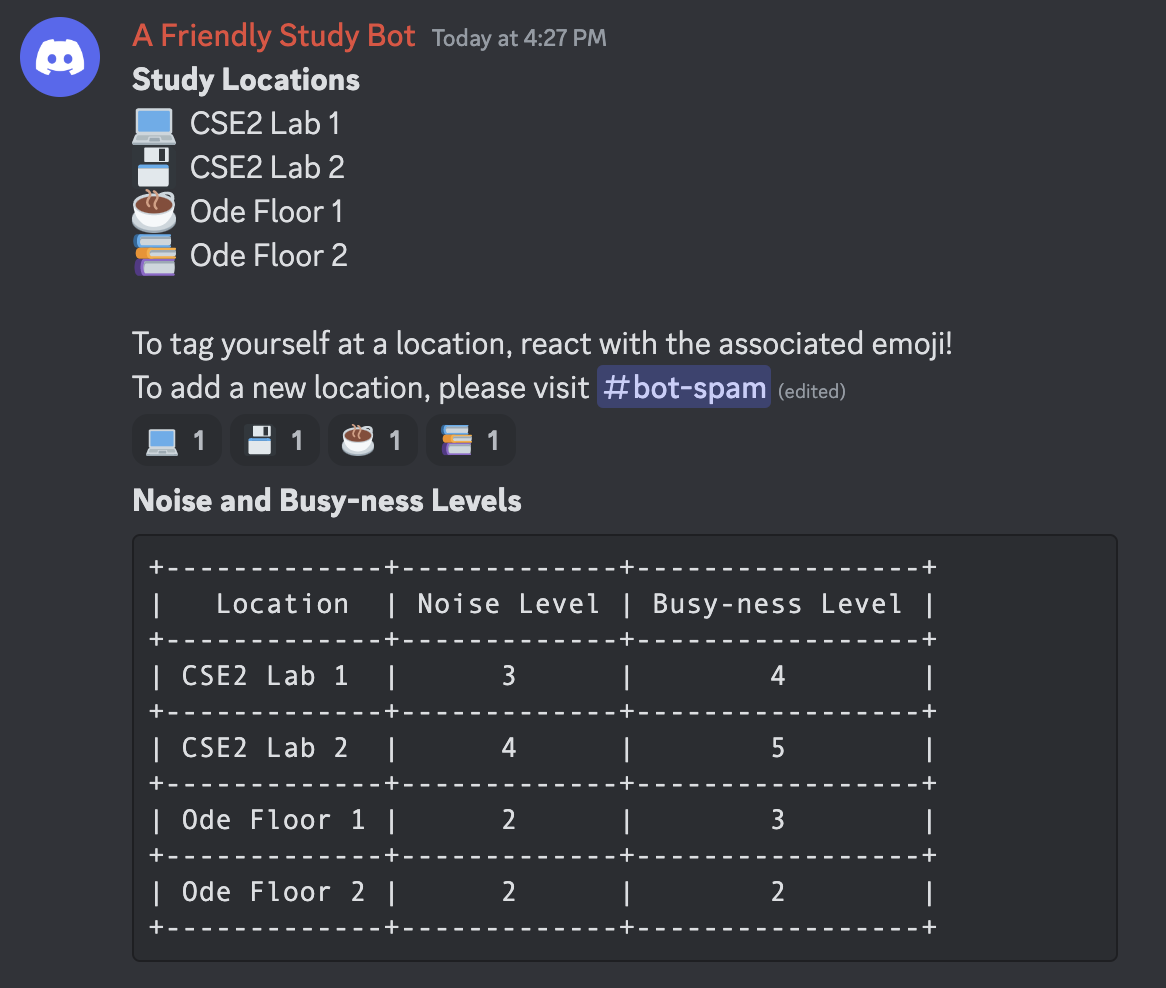 A Friendly Study Bot Today at 4:27 PM
Study Locations
💻 CSE2 Lab 1
💾 CSE2 Lab 2
☕ Ode Floor 1
📚 Ode Floor 2
To tag yourself at a location, react with the associated emoji!
To add a new location, please visit #bot-spam (edited)
💻 1 💾 1 ☕ 1 📚 1
Noise and Busy-ness Levels
+-------------+-------------+-----------------+
|   Location  | Noise Level | Busy-ness Level |
+-------------+-------------+-----------------+
| CSE2 Lab 1  |      3      |        4        |
+-------------+-------------+-----------------+
| CSE2 Lab 2  |      4      |        5        |
+-------------+-------------+-----------------+
| Ode Floor 1 |      2      |        3        |
+-------------+-------------+-----------------+
| Ode Floor 2 |      2      |        2        |
+-------------+-------------+-----------------+